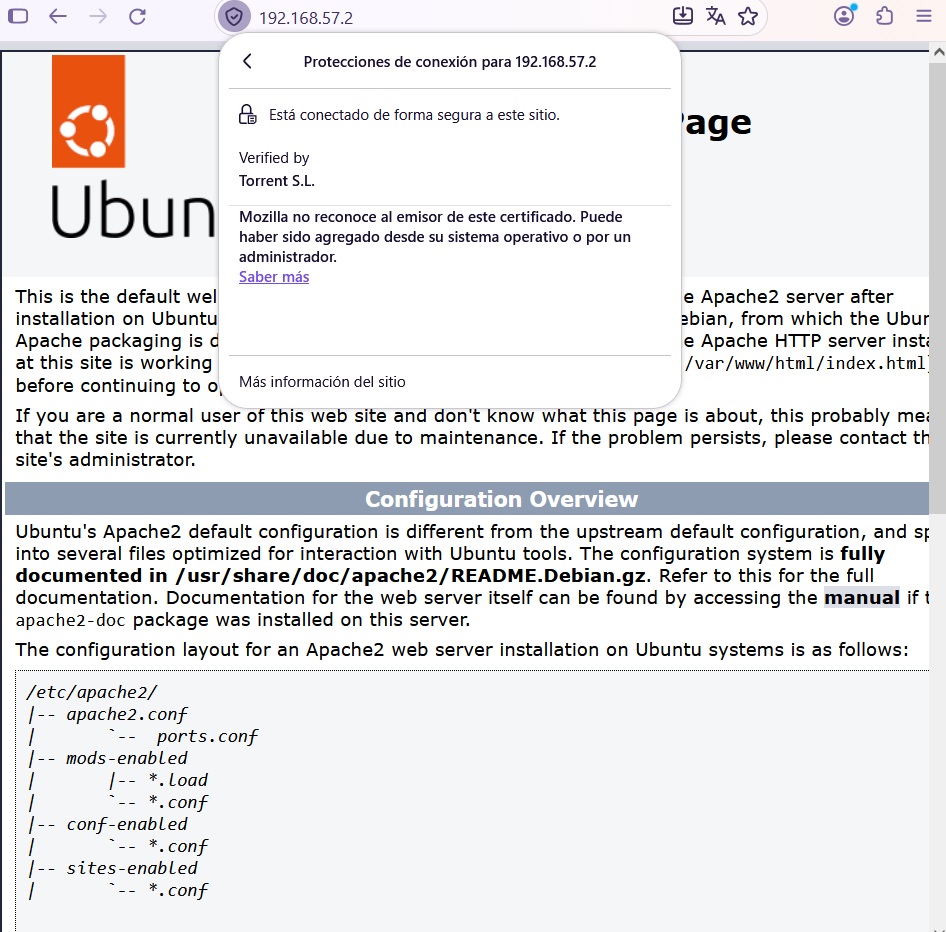 192.168.57.2
Protecciones de conexión para 192.168.57.2
Está conectado de forma segura a este sitio.
Verified by
Torrent S.L.
Mozilla no reconoce al emisor de este certificado. Puede
haber sido agregado desde su sistema operativo o por un
administrador.
Saber más
Más información del sitio
Page
Ubun
This is the default wel e Apache2 server after
installation on Ubuntu ebian, from which the Ubun
Apache packaging is d e Apache HTTP server insta
at this site is working /var/www/html/index.html)
before continuing to op
If you are a normal user of this web site and don't know what this page is about, this probably mea
that the site is currently unavailable due to maintenance. If the problem persists, please contact th
site's administrator.
Configuration Overview
Ubuntu's Apache2 default configuration is different from the upstream default configuration, and sp
into several files optimized for interaction with Ubuntu tools. The configuration system is fully
documented in /usr/share/doc/apache2/README.Debian.gz. Refer to this for the full
documentation. Documentation for the web server itself can be found by accessing the manual if t
apache2-doc package was installed on this server.
The configuration layout for an Apache2 web server installation on Ubuntu systems is as follows:
/etc/apache2/
|-- apache2.conf
|       `--  ports.conf
|-- mods-enabled
|       |-- *.load
|       `-- *.conf
|-- conf-enabled
|       `-- *.conf
|-- sites-enabled
|       `-- *.conf